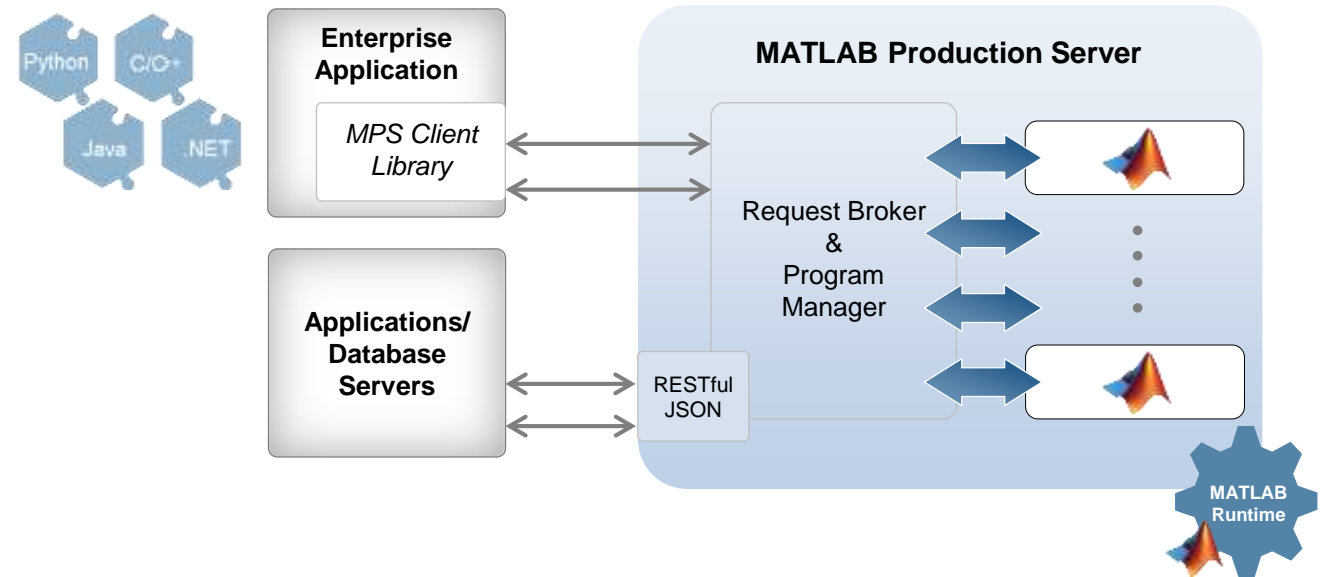 Python
C/C++
Java
.NET
Enterprise
Application
MPS Client
Library
Applications/
Database
Servers
MATLAB Production Server
Request Broker
&
Program
Manager
RESTful
JSON
MATLAB
Runtime